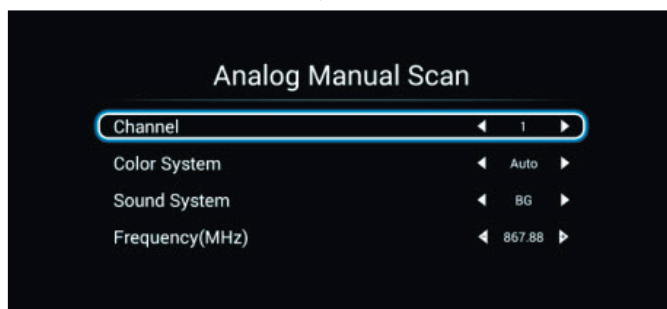 Analog Manual Scan
Channel 1
Color System Auto
Sound System BG
Frequency(MHz) 867.88